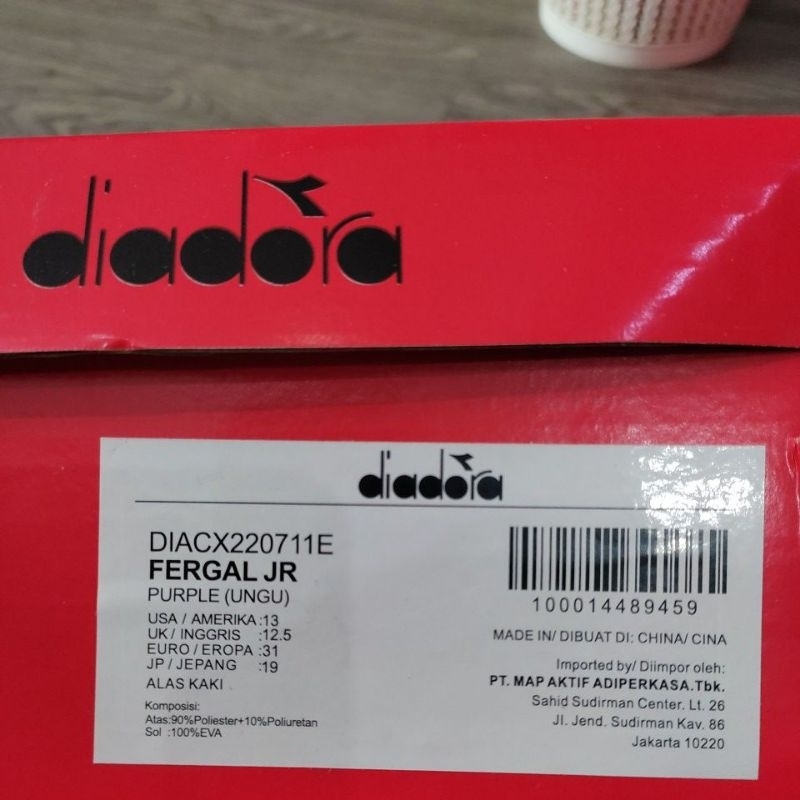 diadora
diadora
DIACX220711E
FERGAL JR
PURPLE (UNGU)
USA / AMERIKA :13
UK / INGGRIS :12.5
EURO / EROPA :31
JP / JEPANG :19
ALAS KAKI
Komposisi:
Atas:90%Poliester+10%Poliuretan
Sol :100%EVA
100014489459
MADE IN/ DIBUAT DI: CHINA/ CINA
Imported by/ Diimpor oleh:
PT. MAP AKTIF ADIPERKASA.Tbk.
Sahid Sudirman Center. Lt. 26
Jl. Jend. Sudirman Kav. 86
Jakarta 10220